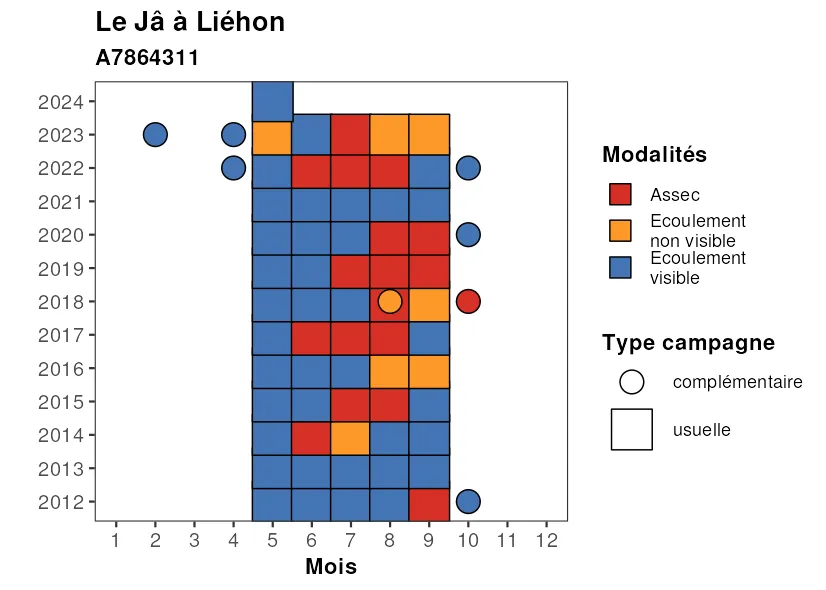 Le Jâ à Liéhon
A7864311
2024
2023
2022
2021
2020
2019
2018
2017
2016
2015
2014
2013
2012
1 2 3 4 5 6 7 8 9 10 11 12
Mois
Modalités
Assec
Ecoulement
non visible
Ecoulement
visible
Type campagne
complémentaire
usuelle